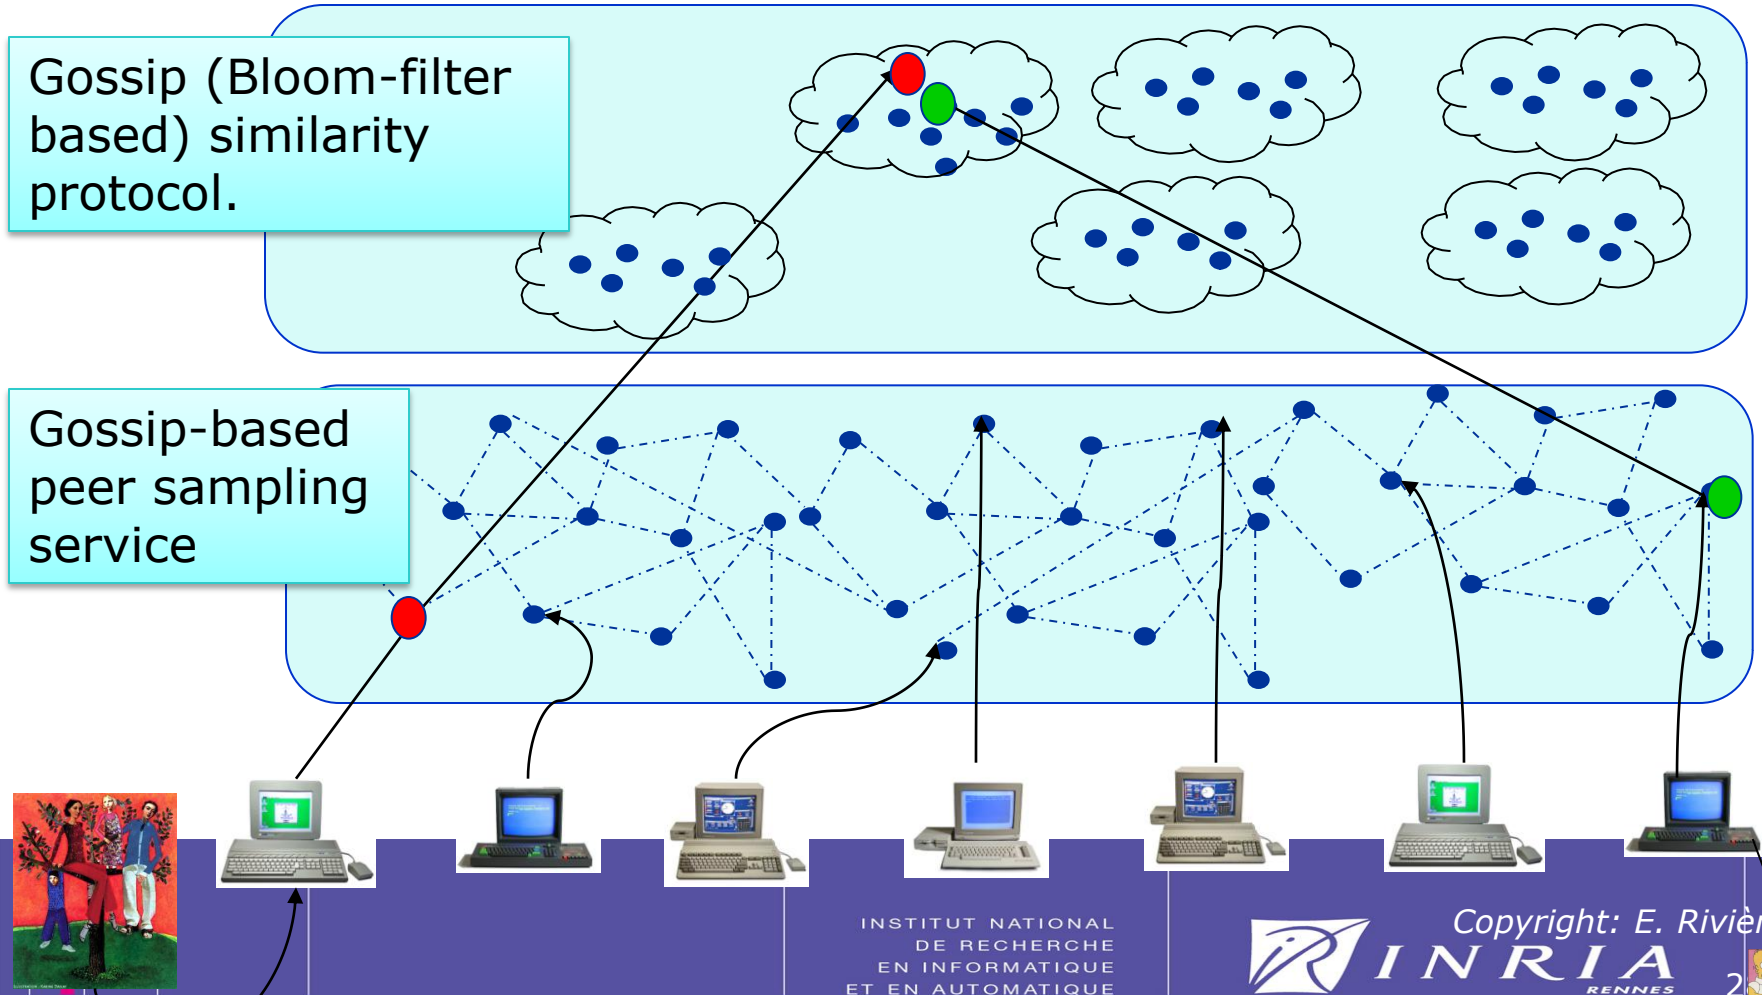 Gossip (Bloom-filter
based) similarity
protocol.
Gossip-based
peer sampling
service
INSTITUT NATIONAL
DE RECHERCHE
EN INFORMATIQUE
ET EN AUTOMATIQUE
Copyright: E. Rivièr
INRIA
RENNES